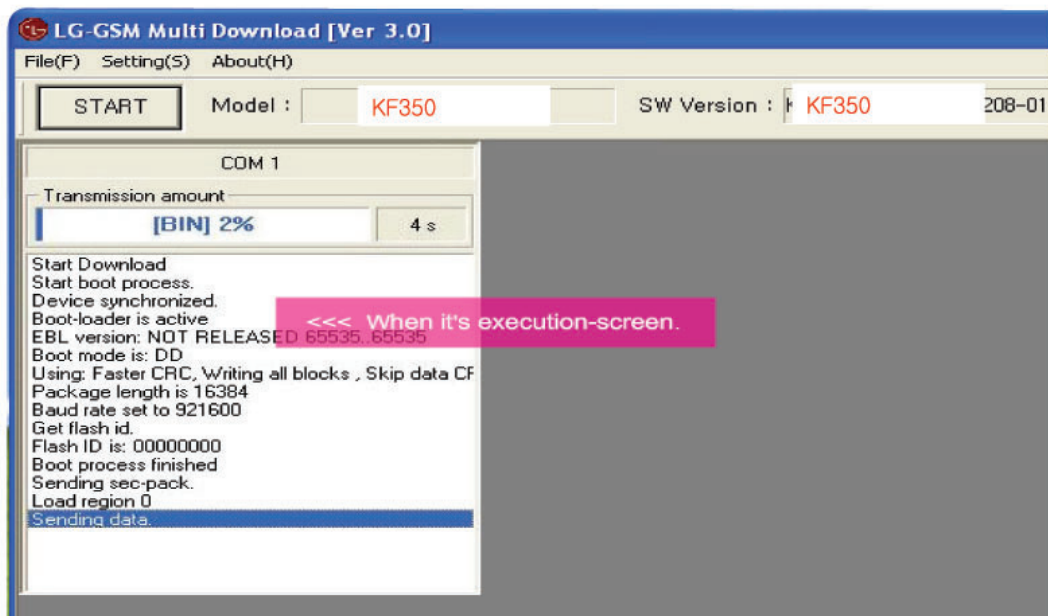 LG-GSM Multi Download [Ver 3.0]
File(F) Setting(S) About(H)
START Model : KF350 SW Version : KF350 208-01
COM 1
Transmission amount
[BIN] 2% 4 s
Start Download
Start boot process.
Device synchronized.
Boot-loader is active
<<< When it's execution-screen.
EBL version: NOT RELEASED 65535..65535
Boot mode is: DD
Using: Faster CRC, Writing all blocks , Skip data
Package length is 16384
Baud rate set to 921600
Get flash id.
Flash ID is: 00000000
Boot process finished
Sending sec-pack.
Load region 0
Sending data.